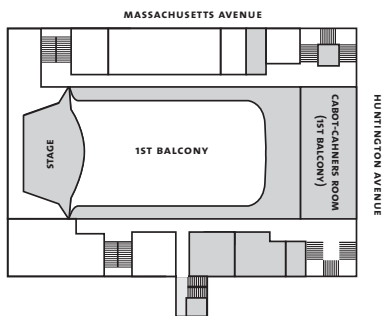 MASSACHUSETTS AVENUE
STAGE
1ST BALCONY
CABOT-CAHNERS ROOM
(1ST BALCONY)
HUNTINGTON AVENUE